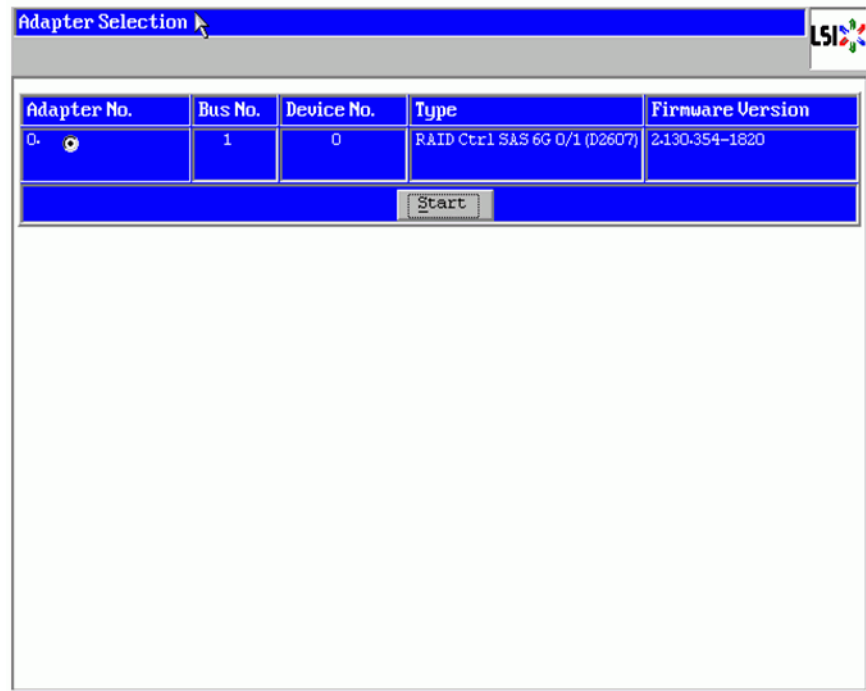 Adapter Selection
LSI
Adapter No. Bus No. Device No. Type Firmware Version
0. 1 0 RAID Ctrl SAS 6G 0/1 (D2607) 2.130.354-1820
Start